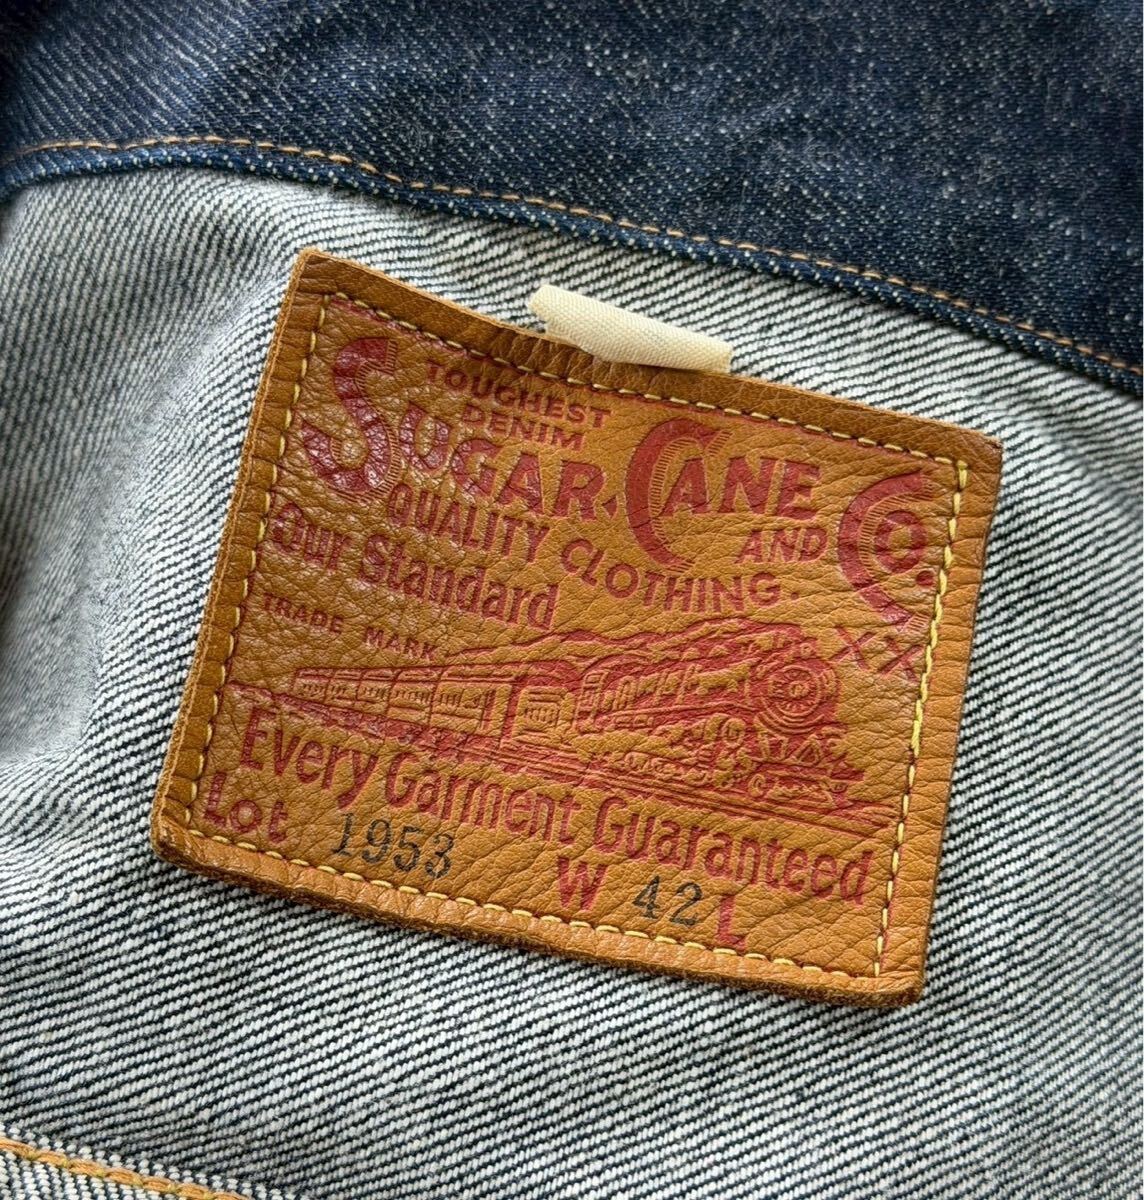 TOUGHEST
DENIM
SUGAR CANE AND CO.
QUALITY CLOTHING.
XX
Our Standard
TRADE MARK
Every Garment Guaranteed
Lot 1953 W 42 L